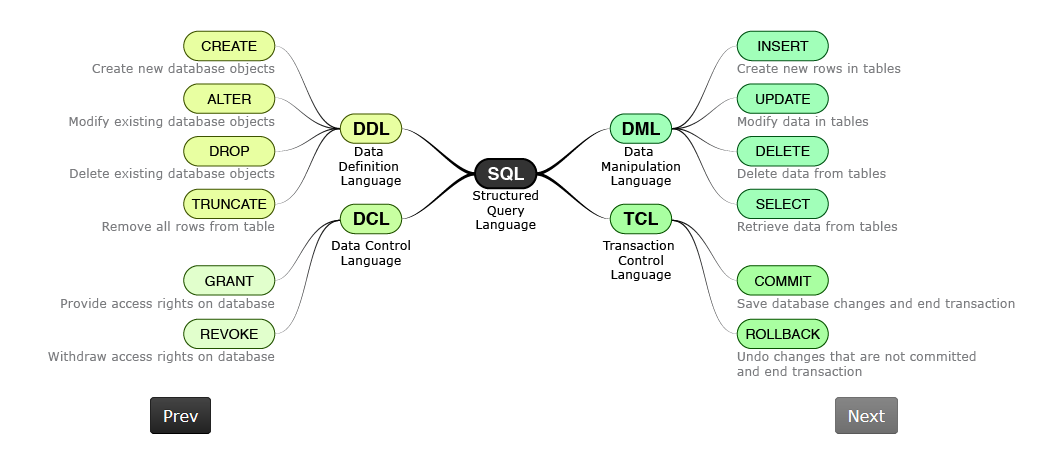 CREATE
Create new database objects
ALTER
Modify existing database objects
DROP
Delete existing database objects
TRUNCATE
Remove all rows from table
DDL
Data
Definition
Language
DCL
Data Control
Language
GRANT
Provide access rights on database
REVOKE
Withdraw access rights on database
SQL
Structured
Query
Language
DML
Data
Manipulation
Language
TCL
Transaction
Control
Language
INSERT
Create new rows in tables
UPDATE
Modify data in tables
DELETE
Delete data from tables
SELECT
Retrieve data from tables
COMMIT
Save database changes and end transaction
ROLLBACK
Undo changes that are not committed
and end transaction
Prev
Next